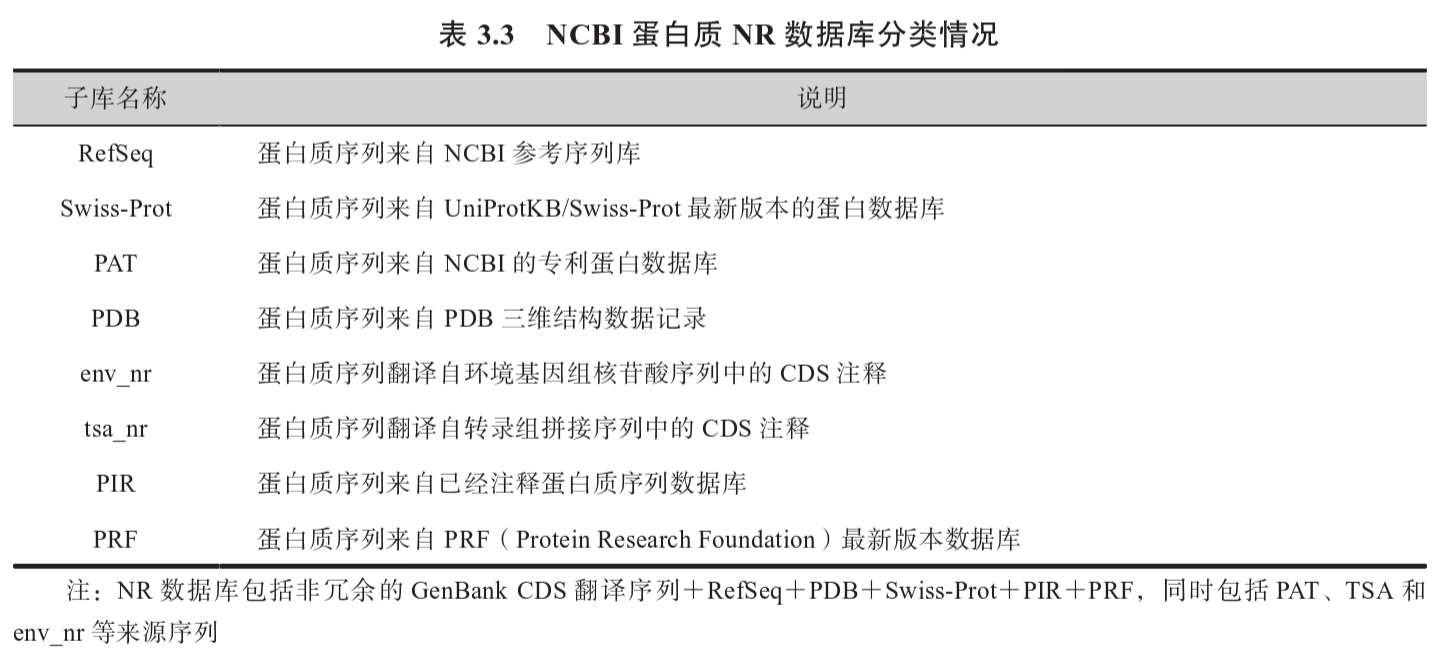 表 3.3 NCBI 蛋白质 NR 数据库分类情况
子库名称 说明
RefSeq 蛋白质序列来自 NCBI 参考序列库
Swiss-Prot 蛋白质序列来自 UniProtKB/Swiss-Prot 最新版本的蛋白数据库
PAT 蛋白质序列来自 NCBI 的专利蛋白数据库
PDB 蛋白质序列来自 PDB 三维结构数据记录
env_nr 蛋白质序列翻译自环境基因组核苷酸序列中的 CDS 注释
tsa_nr 蛋白质序列翻译自转录组拼接序列中的 CDS 注释
PIR 蛋白质序列来自已经注释蛋白质序列数据库
PRF 蛋白质序列来自 PRF（Protein Research Foundation）最新版本数据库
注：NR 数据库包括非冗余的 GenBank CDS 翻译序列＋RefSeq＋PDB＋Swiss-Prot＋PIR＋PRF，同时包括 PAT、TSA 和
env_nr 等来源序列